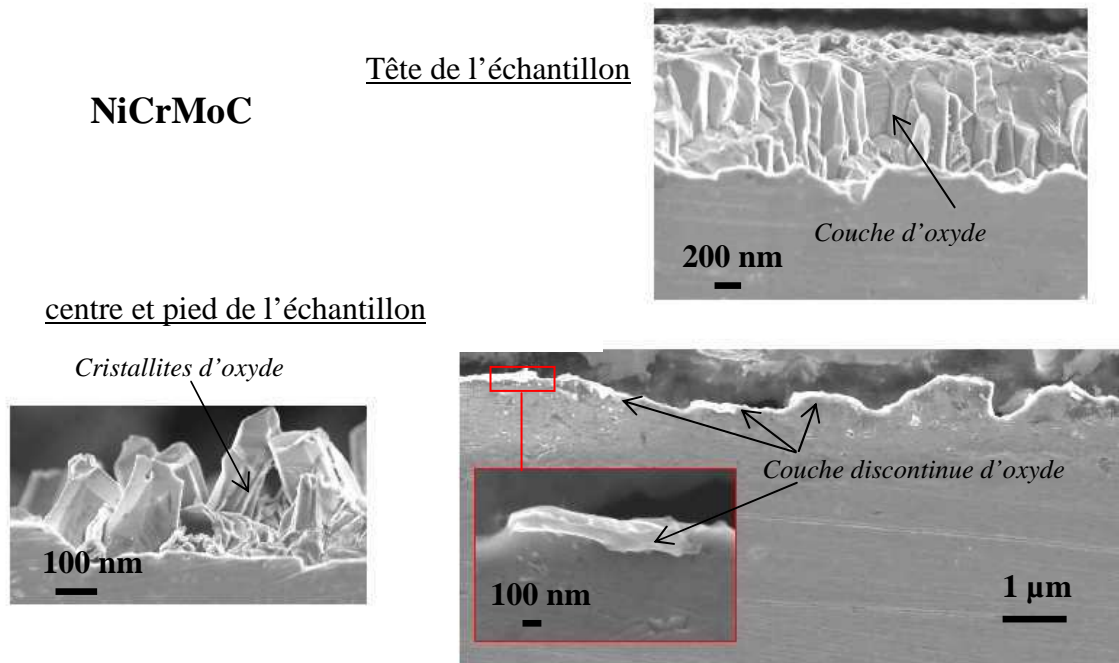 Tête de l’échantillon
NiCrMoC
Couche d’oxyde
200 nm
centre et pied de l’échantillon
Cristallites d’oxyde
100 nm
Couche discontinue d’oxyde
100 nm
1 µm